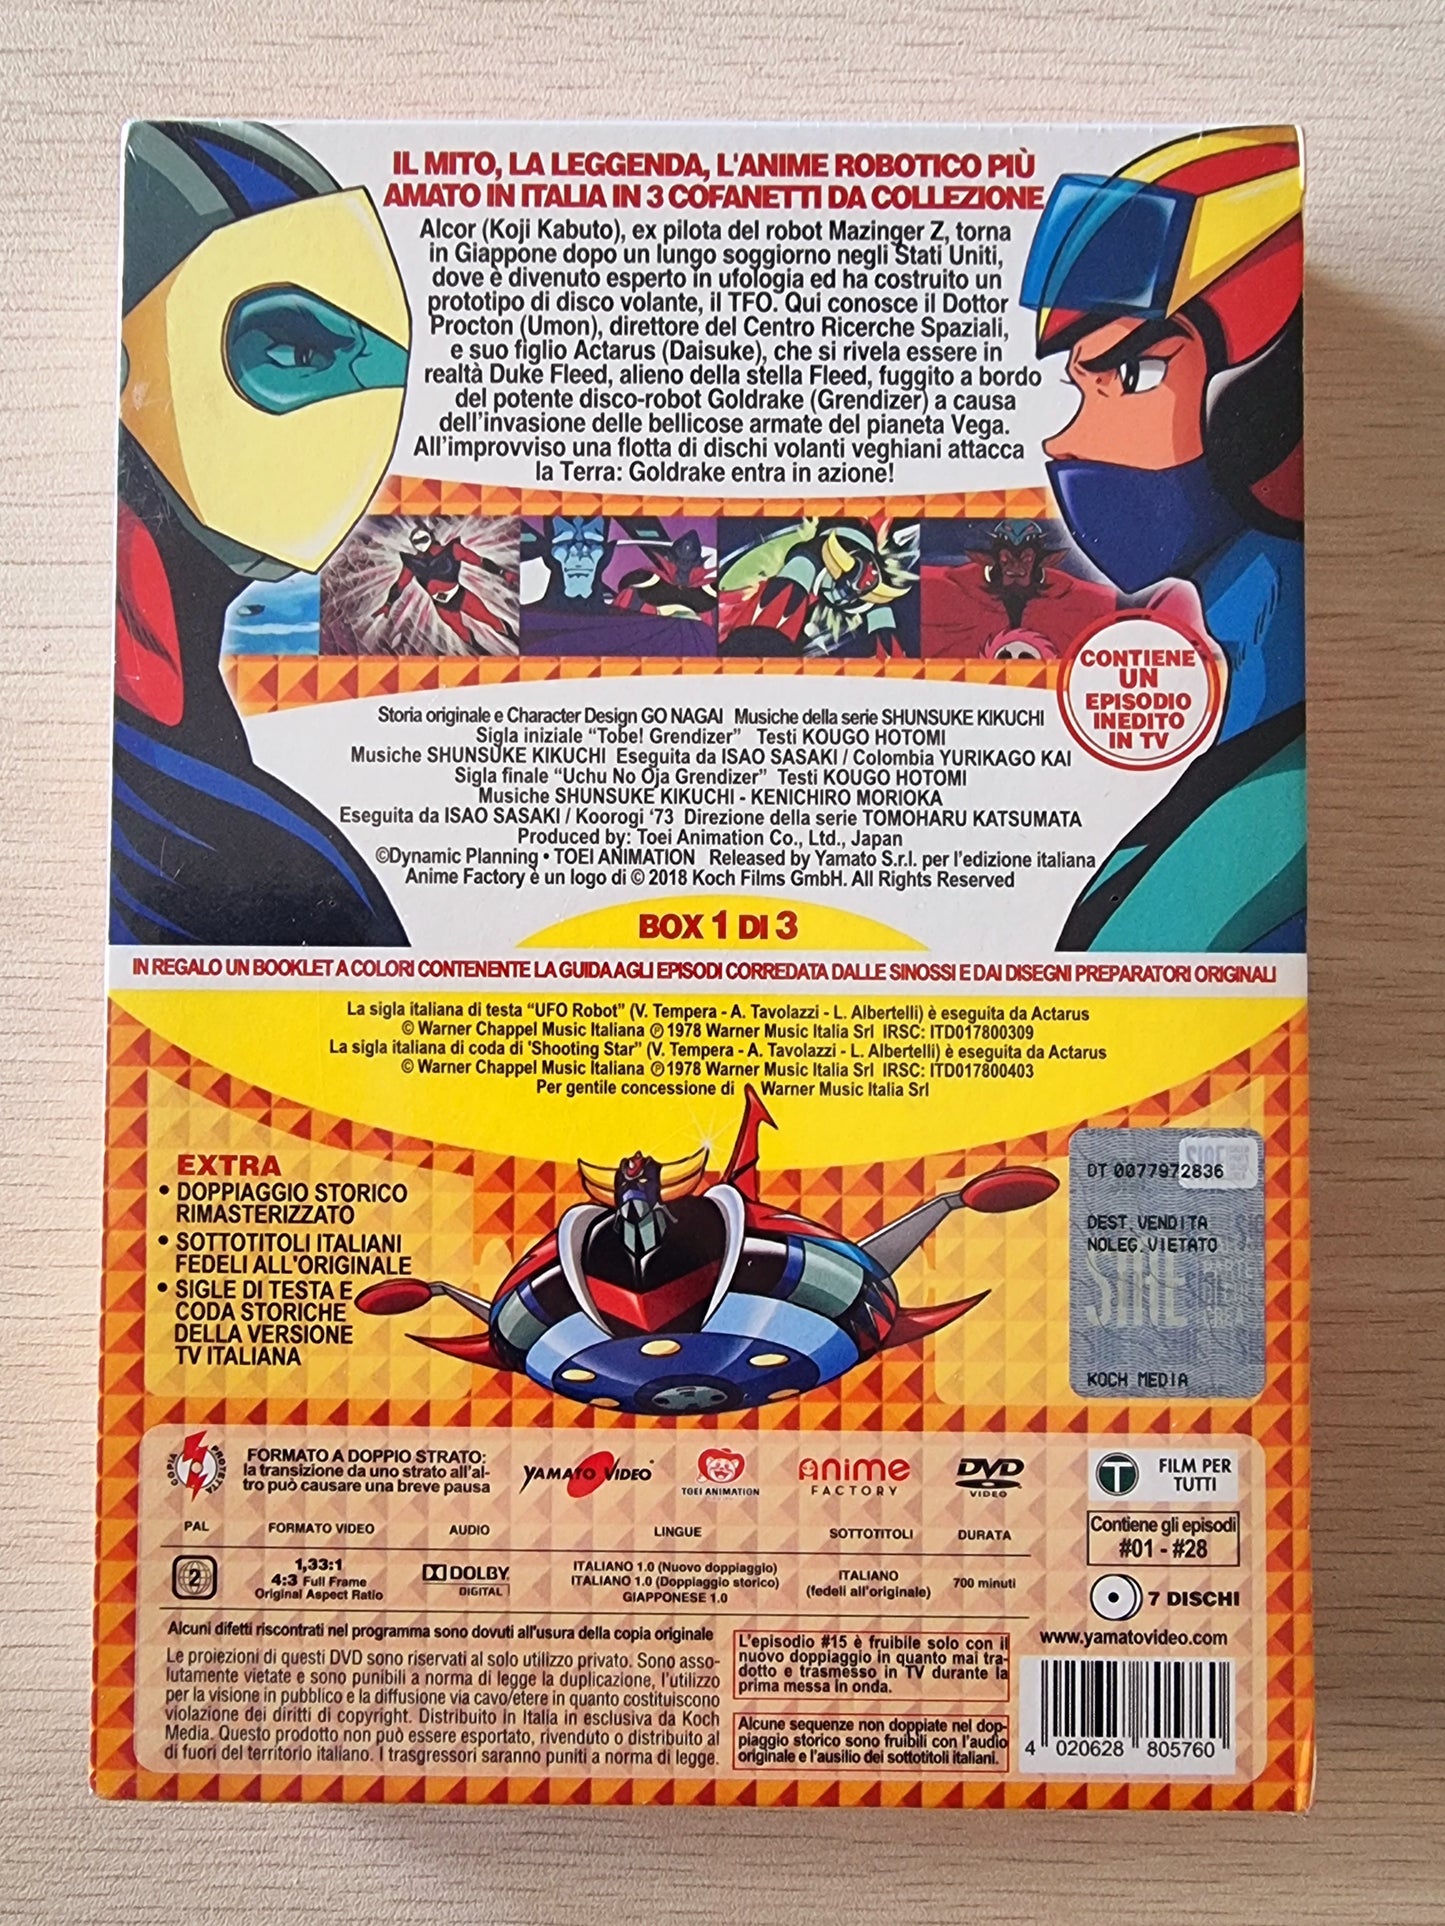 IL MITO, LA LEGGENDA, L'ANIME ROBOTICO PIÙ
AMATO IN ITALIA IN 3 COFANETTI DA COLLEZIONE
Alcor (Koji Kabuto), ex pilota del robot Mazinger Z, torna
in Giappone dopo un lungo soggiorno negli Stati Uniti,
dove è divenuto esperto in ufologia ed ha costruito un
prototipo di disco volante, il TFO. Qui conosce il Dottor
Procton (Umon), direttore del Centro Ricerche Spaziali,
e suo figlio Actarus (Daisuke), che si rivela essere in
realtà Duke Fleed, alieno della stella Fleed, fuggito a bordo
del potente disco-robot Goldrake (Grendizer) a causa
dell'invasione delle bellicose armate del pianeta Vega.
All'improvviso una flotta di dischi volanti veghiani attacca
la Terra: Goldrake entra in azione!
CONTIENE
UN
EPISODIO
INEDITO
IN TV
Storia originale e Character Design GO NAGAI Musiche della serie SHUNSUKE KIKUCHI
Sigla iniziale “Tobe! Grendizer” Testi KOUGO HOTOMI
Musiche SHUNSUKE KIKUCHI Eseguita da ISAO SASAKI / Colombia YURIKAGO KAI
Sigla finale “Uchu No Oja Grendizer” Testi KOUGO HOTOMI
Musiche SHUNSUKE KIKUCHI - KENICHIRO MORIOKA
Eseguita da ISAO SASAKI / Koorogi ‘73 Direzione della serie TOMOHARU KATSUMATA
Produced by: Toei Animation Co., Ltd., Japan
©Dynamic Planning • TOEI ANIMATION Released by Yamato S.r.l. per l'edizione italiana
Anime Factory è un logo di © 2018 Koch Films GmbH. All Rights Reserved
BOX 1 DI 3
IN REGALO UN BOOKLET A COLORI CONTENENTE LA GUIDA AGLI EPISODI CORREDATA DALLE SINOSSI E DAI DISEGNI PREPARATORI ORIGINALI
La sigla italiana di testa “UFO Robot” (V. Tempera - A. Tavolazzi - L. Albertelli) è eseguita da Actarus
© Warner Chappel Music Italiana ℗ 1978 Warner Music Italia Srl IRSC: ITD017800309
La sigla italiana di coda di 'Shooting Star” (V. Tempera - A. Tavolazzi - L. Albertelli) è eseguita da Actarus
© Warner Chappel Music Italiana ℗ 1978 Warner Music Italia Srl IRSC: ITD017800403
Per gentile concessione di Warner Music Italia Srl
EXTRA
• DOPPIAGGIO STORICO
RIMASTERIZZATO
• SOTTOTITOLI ITALIANI
FEDELI ALL'ORIGINALE
• SIGLE DI TESTA E
CODA STORICHE
DELLA VERSIONE
TV ITALIANA
DT 0077972836
DEST.VENDITA
NOLEG.VIETATO
SIAE
KOCH MEDIA
COPIA PROTETTA
FORMATO A DOPPIO STRATO:
la transizione da uno strato all'al-
tro può causare una breve pausa
YAMATO VIDEO
TOEI ANIMATION
anime
FACTORY
DVD
VIDEO
T
FILM PER
TUTTI
PAL FORMATO VIDEO AUDIO LINGUE SOTTOTITOLI DURATA
2
1,33:1
4:3 Full Frame
Original Aspect Ratio
DOLBY
DIGITAL
ITALIANO 1.0 (Nuovo doppiaggio)
ITALIANO 1.0 (Doppiaggio storico)
GIAPPONESE 1.0
ITALIANO
(fedeli all'originale)
700 minuti
Contiene gli episodi
#01 - #28
7 DISCHI
Alcuni difetti riscontrati nel programma sono dovuti all'usura della copia originale
Le proiezioni di questi DVD sono riservati al solo utilizzo privato. Sono asso-
lutamente vietate e sono punibili a norma di legge la duplicazione, l'utilizzo
per la visione in pubblico e la diffusione via cavo/etere in quanto costituiscono
violazione dei diritti di copyright. Distribuito in Italia in esclusiva da Koch
Media. Questo prodotto non può essere esportato, rivenduto o distribuito al
di fuori del territorio italiano. I trasgressori saranno puniti a norma di legge.
L'episodio #15 è fruibile solo con il
nuovo doppiaggio in quanto mai tra-
dotto e trasmesso in TV durante la
prima messa in onda.
Alcune sequenze non doppiate nel dop-
piaggio storico sono fruibili con l'audio
originale e l'ausilio dei sottotitoli italiani.
www.yamatovideo.com
4 020628 805760